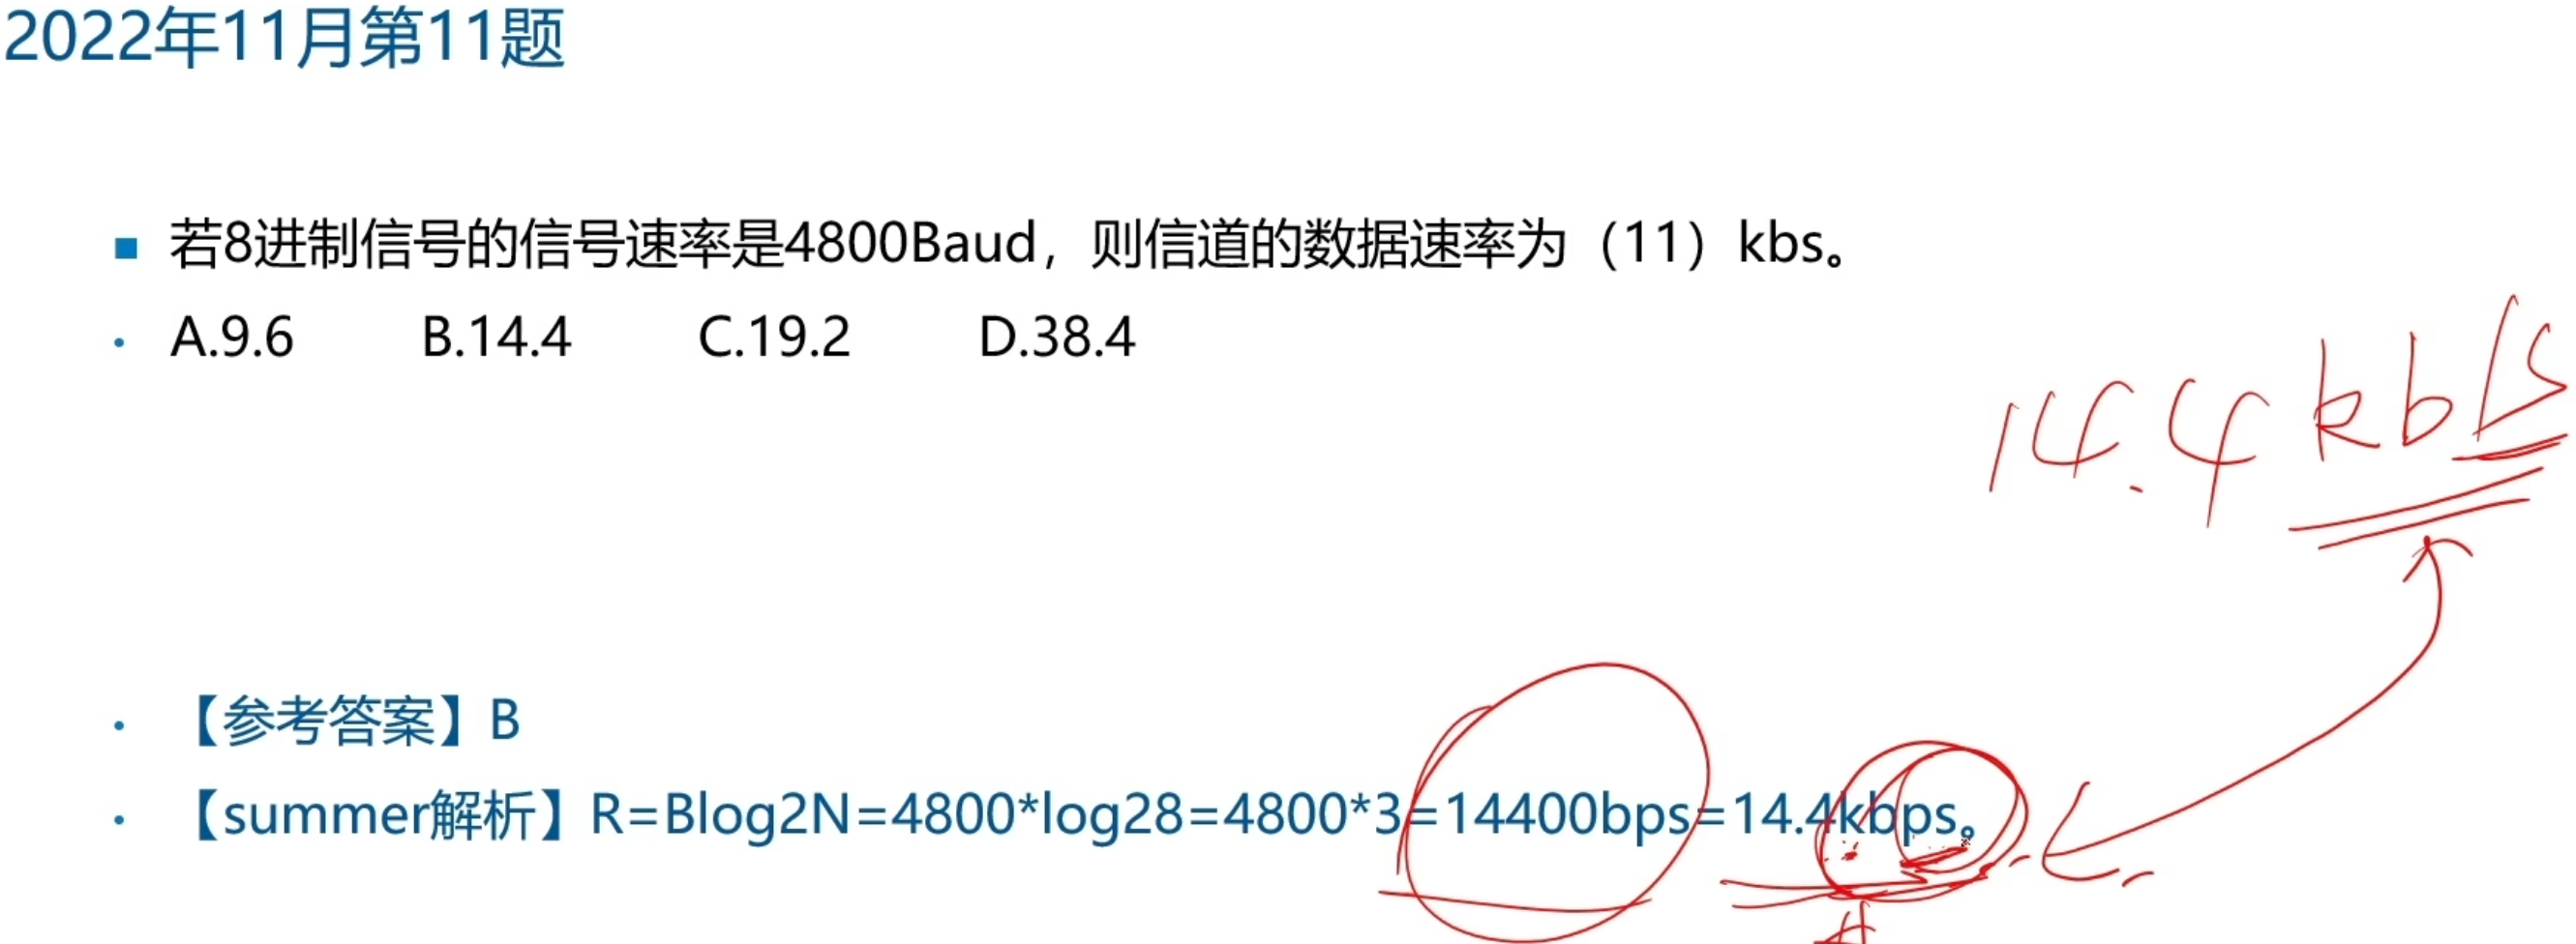 2022年11月第11题
若8进制信号的信号速率是4800Baud，则信道的数据速率为（11）kbs。
A.9.6 B.14.4 C.19.2 D.38.4
14.4kb/s
【参考答案】B
【summer解析】R=Blog2N=4800*log28=4800*3=14400bps=14.4kbps。